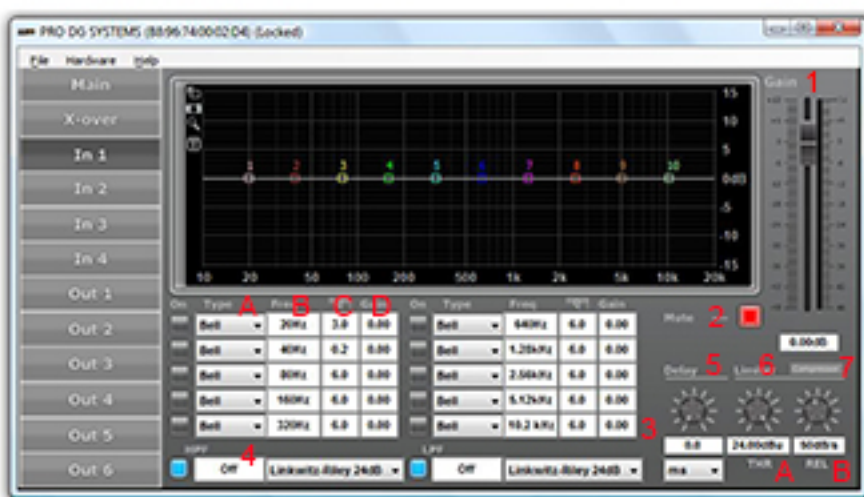 PRO DG SYSTEMS (B8:96:74:00:02:D4) (Locked)
File Hardware Help
Main
X-over
In 1
In 2
In 3
In 4
Out 1
Out 2
Out 3
Out 4
Out 5
Out 6
15
10
5
0dB
-5
-10
-15
1 2 3 4 5 6 7 8 9 10
10 20 50 100 200 500 1k 2k 5k 10k 20k
Gain 1
On Type A Freq B C Gain D
Bell 20Hz 3.0 0.00
Bell 40Hz 0.2 0.00
Bell 80Hz 6.0 0.00
Bell 160Hz 6.0 0.00
Bell 320Hz 6.0 0.00
On Type Freq Gain
Bell 640Hz 6.0 0.00
Bell 1.28kHz 6.0 0.00
Bell 2.56kHz 6.0 0.00
Bell 5.12kHz 6.0 0.00
Bell 10.2 kHz 6.0 0.00
3
HPF 4
Off Linkwitz-Riley 24dB
LPF
Off Linkwitz-Riley 24dB
Mute 2
0.00dB
Delay 5 6 Compressor 7
0.0 24.00dBu 50dB/s
ms THR A REL B